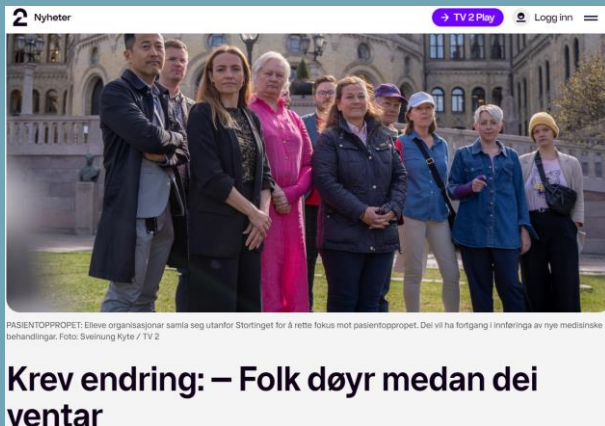 2 Nyheter
→ TV 2 Play
Logg inn
PASIENTOPPROPET: Elleve organisasjonar samla seg utanfor Stortinget for å rette fokus mot pasientoppropet. Dei vil ha fortgang i innføringa av nye medisinske
behandlingar. Foto: Sveinung Kyte / TV 2
Krev endring: – Folk døyr medan dei
ventar